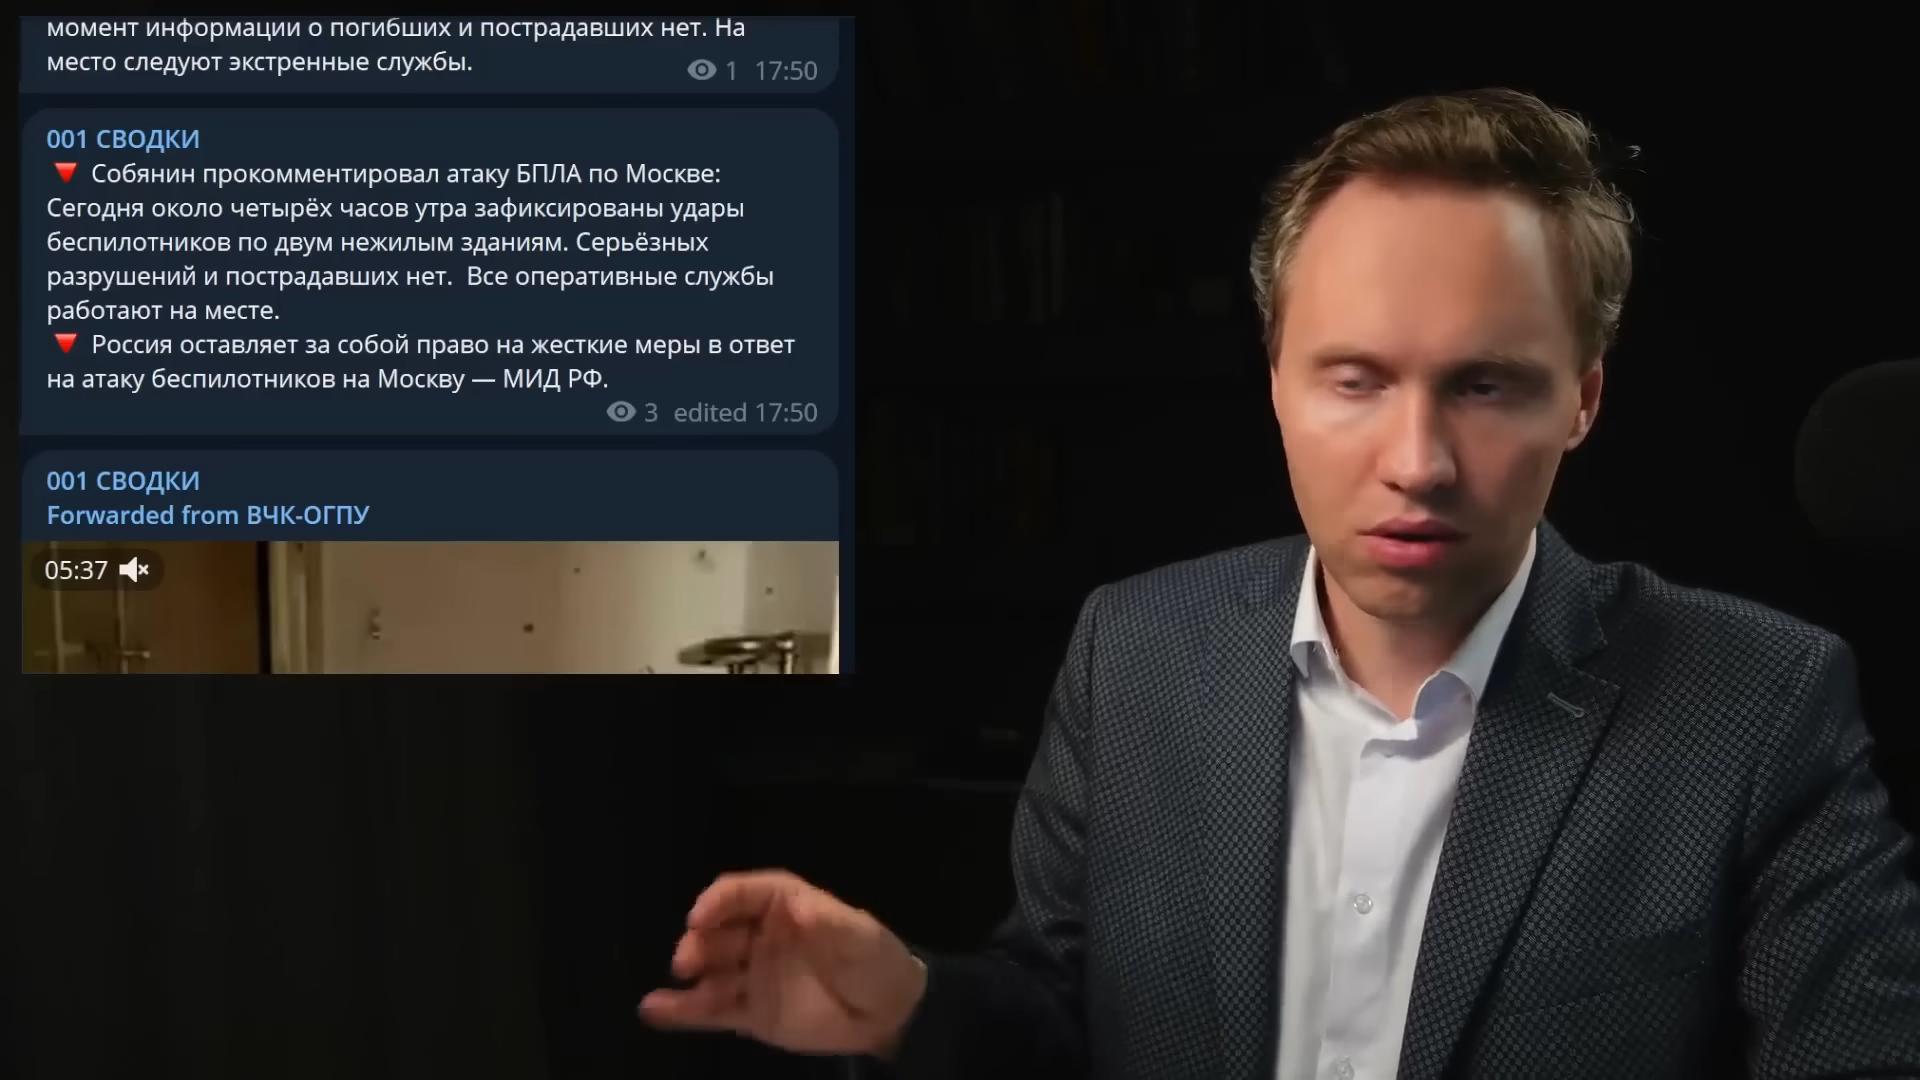 момент информации о погибших и пострадавших нет. На
место следуют экстренные службы.
1 17:50
001 СВОДКИ
Собянин прокомментировал атаку БПЛА по Москве:
Сегодня около четырёх часов утра зафиксированы удары
беспилотников по двум нежилым зданиям. Серьёзных
разрушений и пострадавших нет. Все оперативные службы
работают на месте.
Россия оставляет за собой право на жесткие меры в ответ
на атаку беспилотников на Москву — МИД РФ.
3 edited 17:50
001 СВОДКИ
Forwarded from ВЧК-ОГПУ
05:37